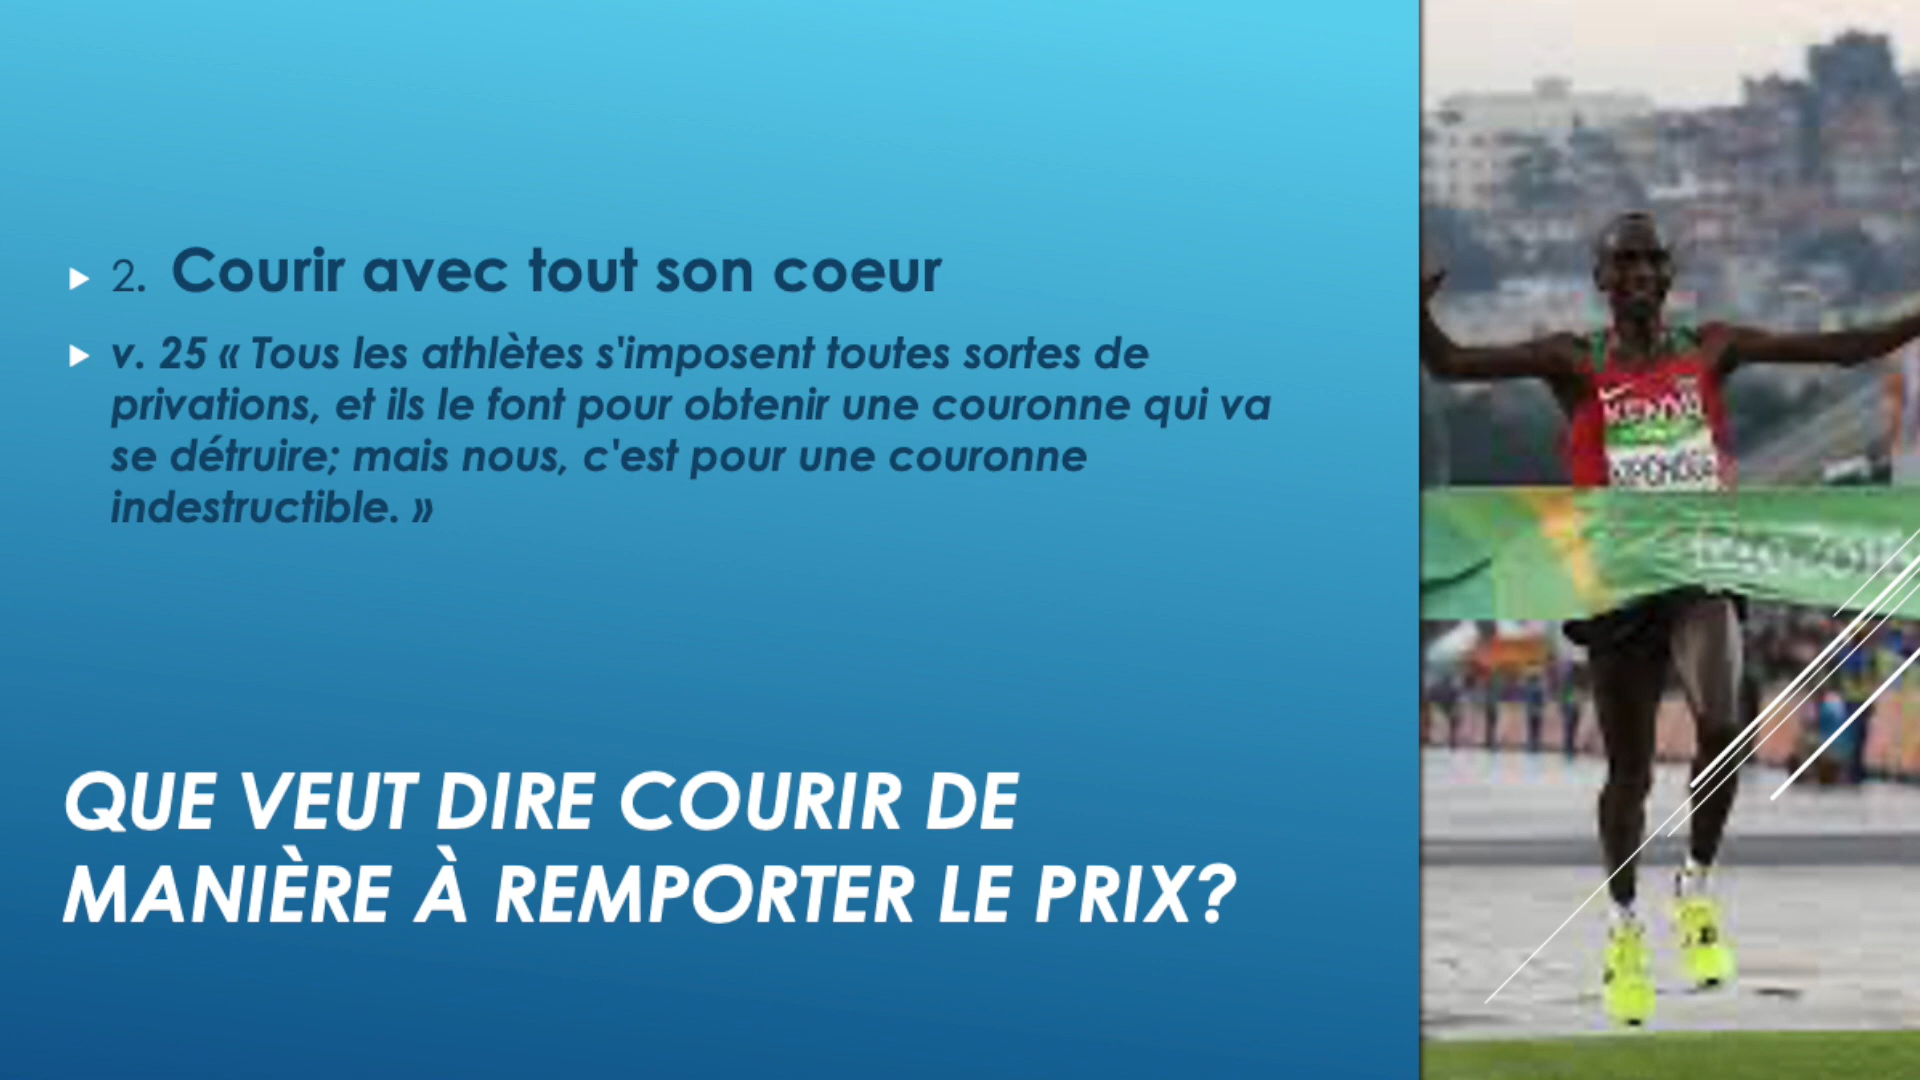 2. Courir avec tout son coeur
v. 25 « Tous les athlètes s'imposent toutes sortes de
privations, et ils le font pour obtenir une couronne qui va
se détruire; mais nous, c'est pour une couronne
indestructible. »
QUE VEUT DIRE COURIR DE
MANIÈRE À REMPORTER LE PRIX?
KENYA